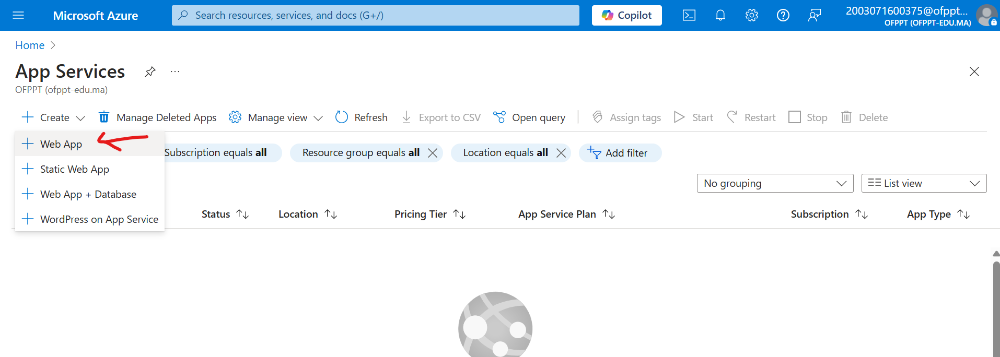 Microsoft Azure
Search resources, services, and docs (G+/)
Copilot
2003071600375@ofppt...
OFPPT (OFPPT-EDU.MA)
Home
App Services
OFPPT (ofppt-edu.ma)
Create
Manage Deleted Apps
Manage view
Refresh
Export to CSV
Open query
Assign tags
Start
Restart
Stop
Delete
Web App
Static Web App
Web App + Database
WordPress on App Service
Subscription equals all
Resource group equals all
Location equals all
Add filter
No grouping
List view
Status
Location
Pricing Tier
App Service Plan
Subscription
App Type